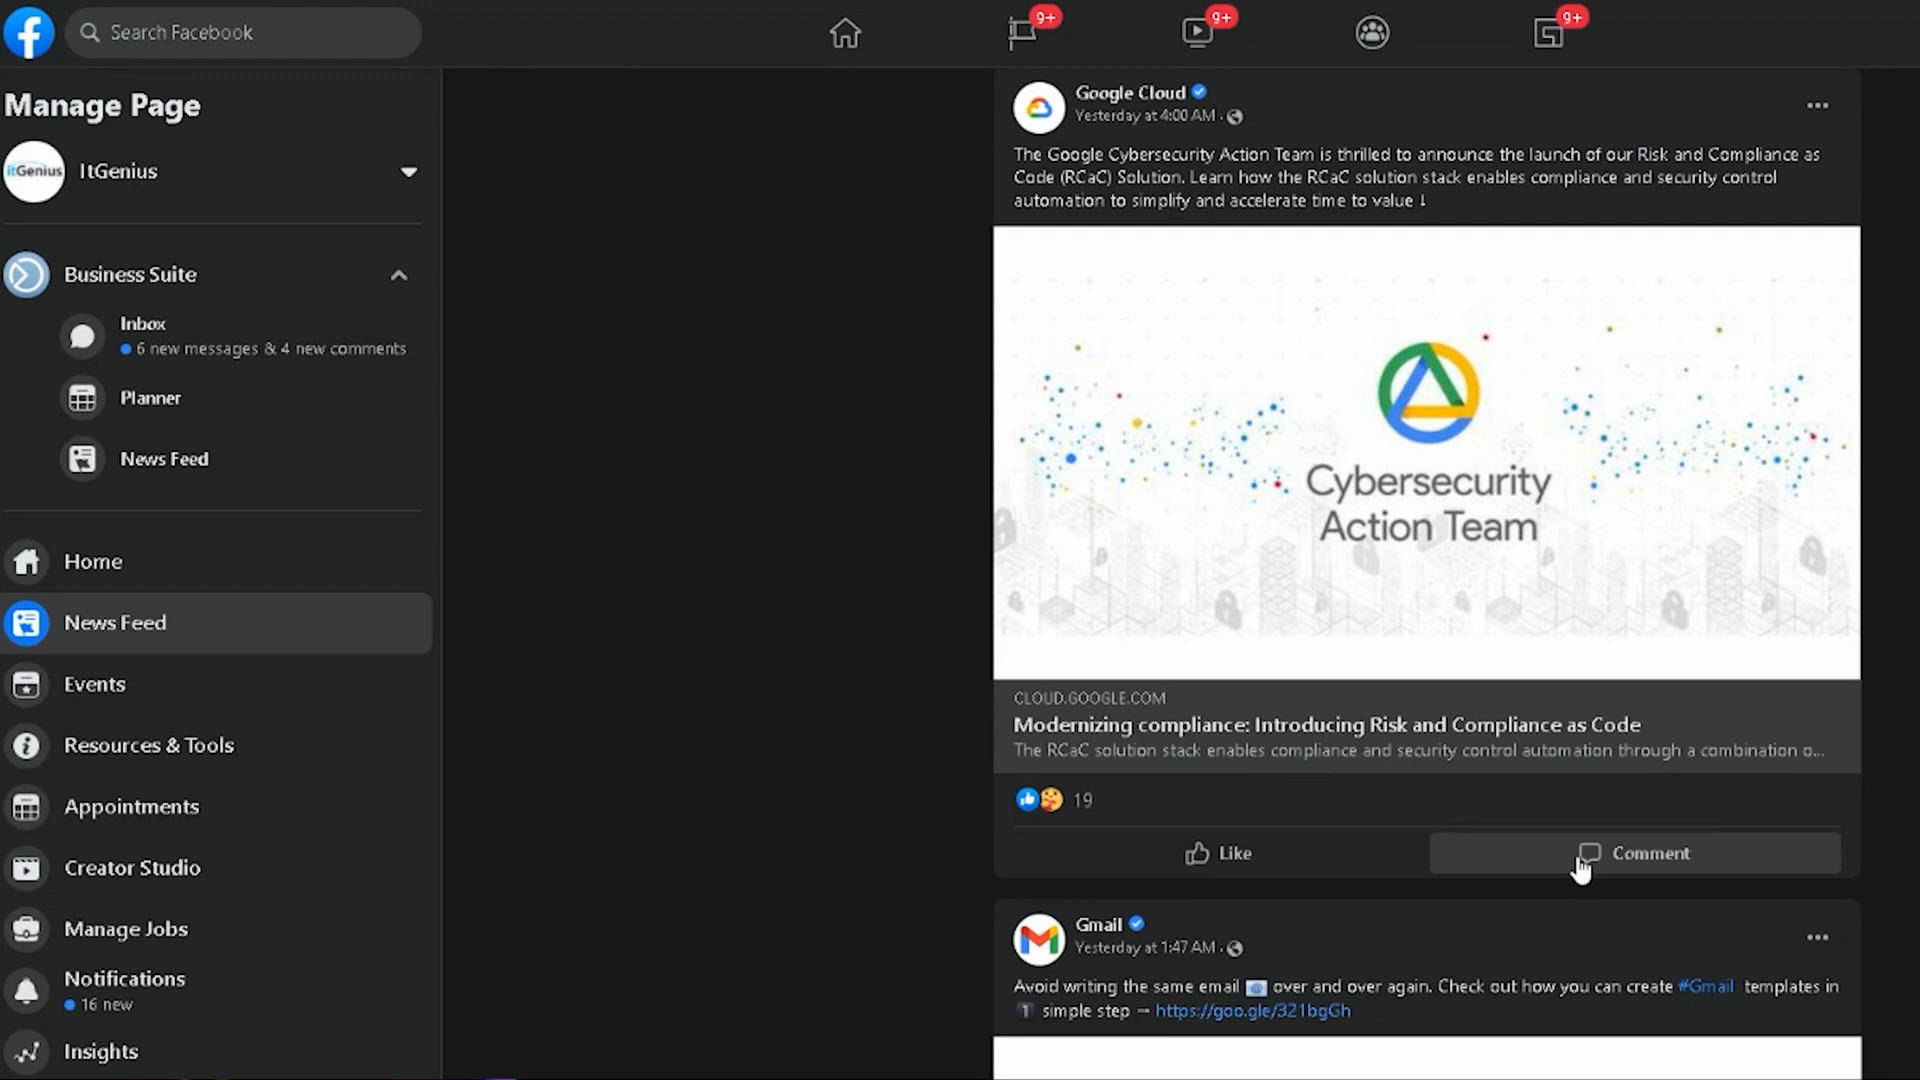 Search Facebook
9+
9+
9+
Manage Page
itGenius
ItGenius
Business Suite
Inbox
6 new messages & 4 new comments
Planner
News Feed
Home
News Feed
Events
Resources & Tools
Appointments
Creator Studio
Manage Jobs
Notifications
16 new
Insights
Google Cloud
Yesterday at 4:00 AM ·
The Google Cybersecurity Action Team is thrilled to announce the launch of our Risk and Compliance as
Code (RCaC) Solution. Learn how the RCaC solution stack enables compliance and security control
automation to simplify and accelerate time to value ↓
Cybersecurity
Action Team
CLOUD.GOOGLE.COM
Modernizing compliance: Introducing Risk and Compliance as Code
The RCaC solution stack enables compliance and security control automation through a combination o...
19
Like
Comment
Gmail
Yesterday at 1:47 AM ·
Avoid writing the same email 📧 over and over again. Check out how you can create #Gmail templates in
1 simple step → https://goo.gle/321bgGh